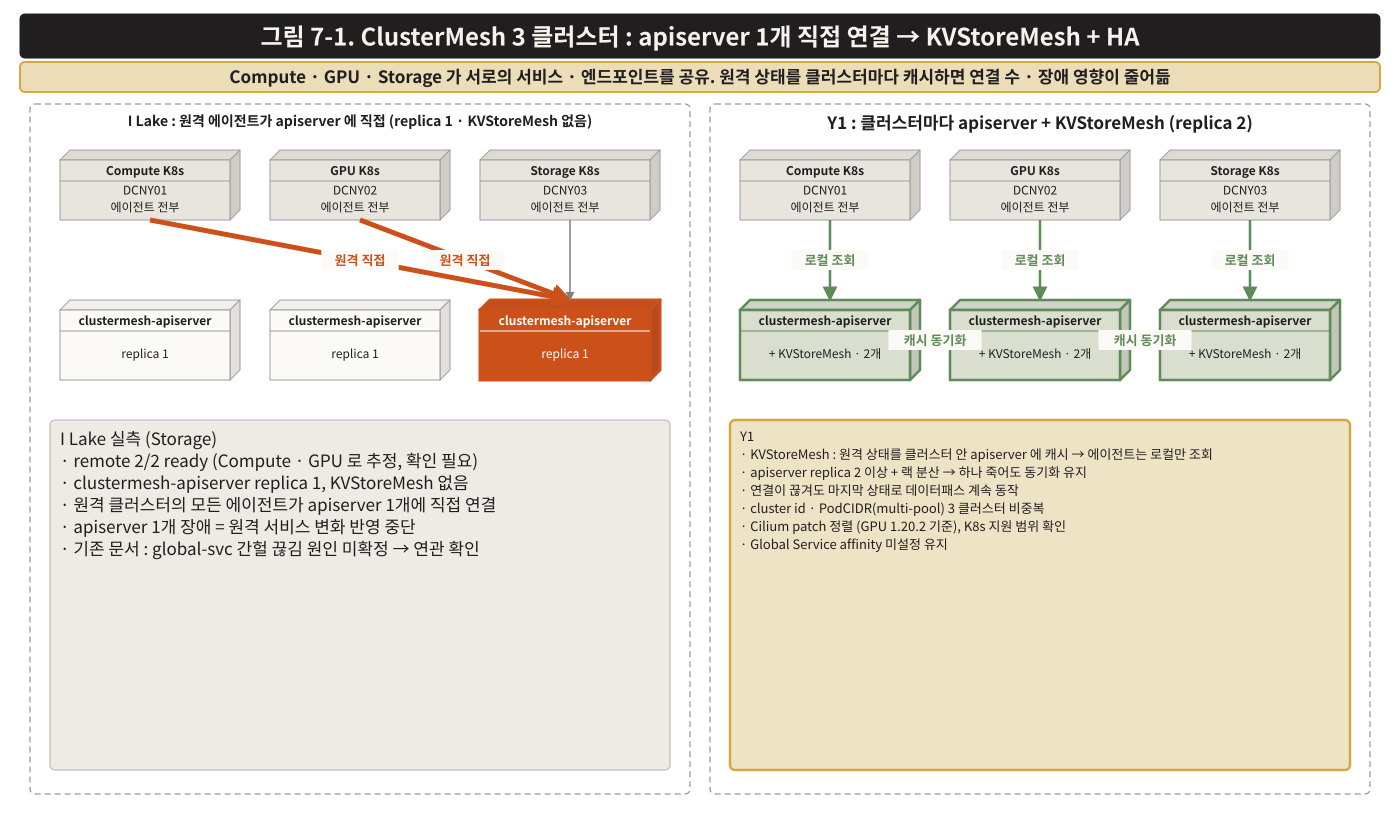 그림 7-1. ClusterMesh 3 클러스터 : apiserver 1개 직접 연결 → KVStoreMesh + HA
Compute · GPU · Storage 가 서로의 서비스 · 엔드포인트를 공유. 원격 상태를 클러스터마다 캐시하면 연결 수 · 장애 영향이 줄어듦
I Lake : 원격 에이전트가 apiserver 에 직접 (replica 1 · KVStoreMesh 없음)
Compute K8s
DCNY01
에이전트 전부
GPU K8s
DCNY02
에이전트 전부
Storage K8s
DCNY03
에이전트 전부
원격 직접
원격 직접
clustermesh-apiserver
replica 1
clustermesh-apiserver
replica 1
clustermesh-apiserver
replica 1
I Lake 실측 (Storage)
· remote 2/2 ready (Compute · GPU 로 추정, 확인 필요)
· clustermesh-apiserver replica 1, KVStoreMesh 없음
· 원격 클러스터의 모든 에이전트가 apiserver 1개에 직접 연결
· apiserver 1개 장애 = 원격 서비스 변화 반영 중단
· 기존 문서 : global-svc 간헐 끊김 원인 미확정 → 연관 확인
Y1 : 클러스터마다 apiserver + KVStoreMesh (replica 2)
Compute K8s
DCNY01
에이전트 전부
GPU K8s
DCNY02
에이전트 전부
Storage K8s
DCNY03
에이전트 전부
로컬 조회
로컬 조회
로컬 조회
clustermesh-apiserver
+ KVStoreMesh · 2개
캐시 동기화
clustermesh-apiserver
+ KVStoreMesh · 2개
캐시 동기화
clustermesh-apiserver
+ KVStoreMesh · 2개
Y1
· KVStoreMesh : 원격 상태를 클러스터 안 apiserver 에 캐시 → 에이전트는 로컬만 조회
· apiserver replica 2 이상 + 랙 분산 → 하나 죽어도 동기화 유지
· 연결이 끊겨도 마지막 상태로 데이터패스 계속 동작
· cluster id · PodCIDR(multi-pool) 3 클러스터 비중복
· Cilium patch 정렬 (GPU 1.20.2 기준), K8s 지원 범위 확인
· Global Service affinity 미설정 유지